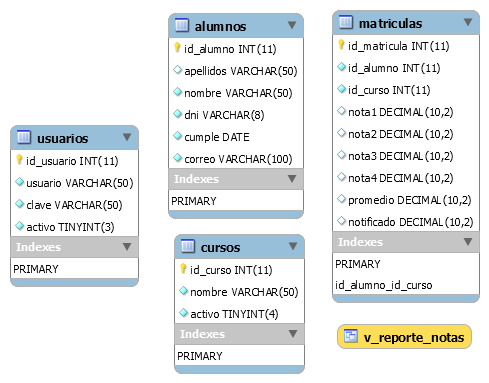 usuarios
id_usuario INT(11)
usuario VARCHAR(50)
clave VARCHAR(50)
activo TINYINT(3)
Indexes
PRIMARY
alumnos
id_alumno INT(11)
apellidos VARCHAR(50)
nombre VARCHAR(50)
dni VARCHAR(8)
cumple DATE
correo VARCHAR(100)
Indexes
PRIMARY
cursos
id_curso INT(11)
nombre VARCHAR(50)
activo TINYINT(4)
Indexes
PRIMARY
matriculas
id_matricula INT(11)
id_alumno INT(11)
id_curso INT(11)
nota1 DECIMAL(10,2)
nota2 DECIMAL(10,2)
nota3 DECIMAL(10,2)
nota4 DECIMAL(10,2)
promedio DECIMAL(10,2)
notificado DECIMAL(10,2)
Indexes
PRIMARY
id_alumno_id_curso
v_reporte_notas